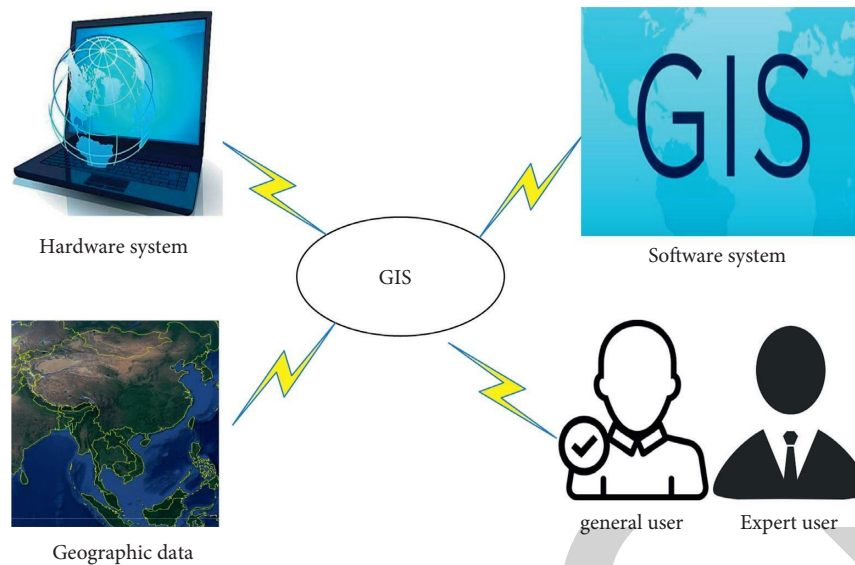 GIS
Hardware system
Software system
GIS
Geographic data
general user
Expert user